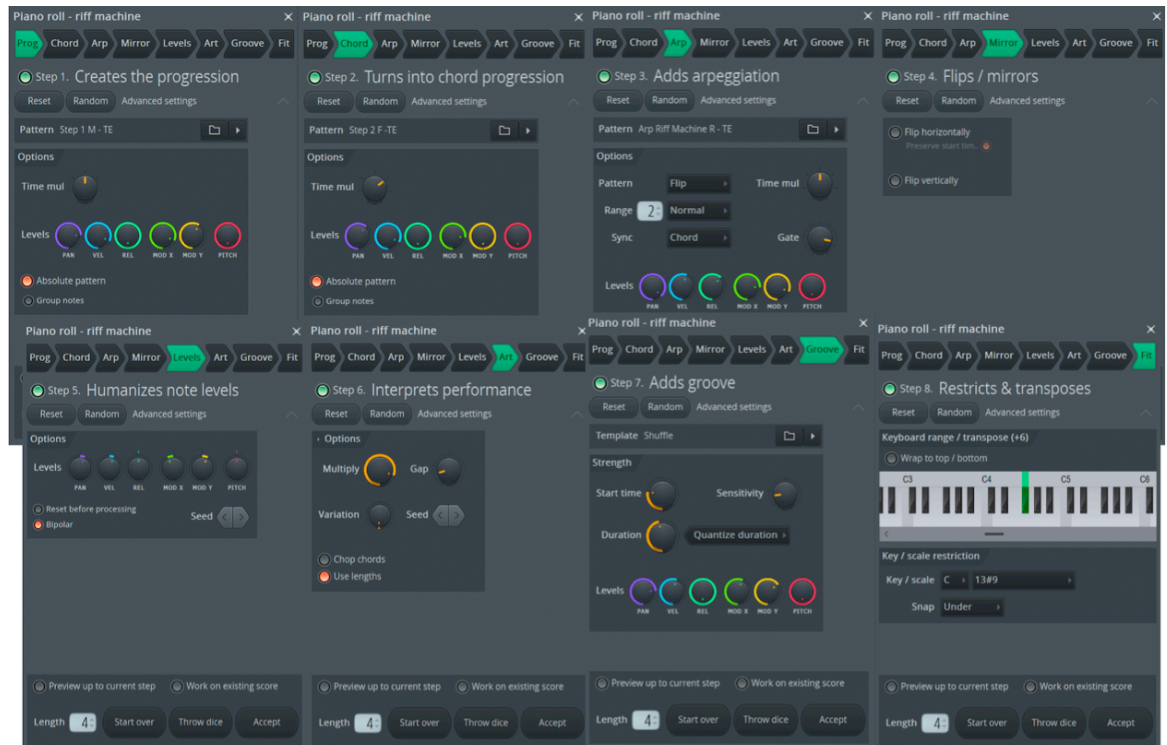 Piano roll - riff machine
Prog Chord Arp Mirror Levels Art Groove Fit
Step 1. Creates the progression
Reset Random Advanced settings
Pattern Step 1 M - TE
Options
Time mul
Levels
PAN VEL REL MOD X MOD Y PITCH
Absolute pattern
Group notes
Piano roll - riff machine
Prog Chord Arp Mirror Levels Art Groove Fit
Step 2. Turns into chord progression
Reset Random Advanced settings
Pattern Step 2 F -TE
Options
Time mul
Levels
PAN VEL REL MOD X MOD Y PITCH
Absolute pattern
Group notes
Piano roll - riff machine
Prog Chord Arp Mirror Levels Art Groove Fit
Step 3. Adds arpeggiation
Reset Random Advanced settings
Pattern Arp Riff Machine R - TE
Options
Pattern Flip Time mul
Range 2 Normal
Sync Chord Gate
Levels
PAN VEL REL MOD X MOD Y PITCH
Piano roll - riff machine
Prog Chord Arp Mirror Levels Art Groove Fit
Step 4. Flips / mirrors
Reset Random Advanced settings
Flip horizontally
Preserve start tim..
Flip vertically
Piano roll - riff machine
Prog Chord Arp Mirror Levels Art Groove Fit
Step 5. Humanizes note levels
Reset Random Advanced settings
Options
Levels
PAN VEL REL MOD X MOD Y PITCH
Reset before processing
Bipolar
Seed
Preview up to current step Work on existing score
Length 4 Start over Throw dice Accept
Piano roll - riff machine
Prog Chord Arp Mirror Levels Art Groove Fit
Step 6. Interprets performance
Reset Random Advanced settings
Options
Multiply Gap
Variation Seed
Chop chords
Use lengths
Preview up to current step Work on existing score
Length 4 Start over Throw dice Accept
Piano roll - riff machine
Prog Chord Arp Mirror Levels Art Groove Fit
Step 7. Adds groove
Reset Random Advanced settings
Template Shuffle
Strength
Start time Sensitivity
Duration Quantize duration
Levels
PAN VEL REL MOD X MOD Y PITCH
Preview up to current step Work on existing score
Length 4 Start over Throw dice Accept
Piano roll - riff machine
Prog Chord Arp Mirror Levels Art Groove Fit
Step 8. Restricts & transposes
Reset Random Advanced settings
Keyboard range / transpose (+6)
Wrap to top / bottom
C3 C4 C5 C6
Key / scale restriction
Key / scale C 13#9
Snap Under
Preview up to current step Work on existing score
Length 4 Start over Throw dice Accept